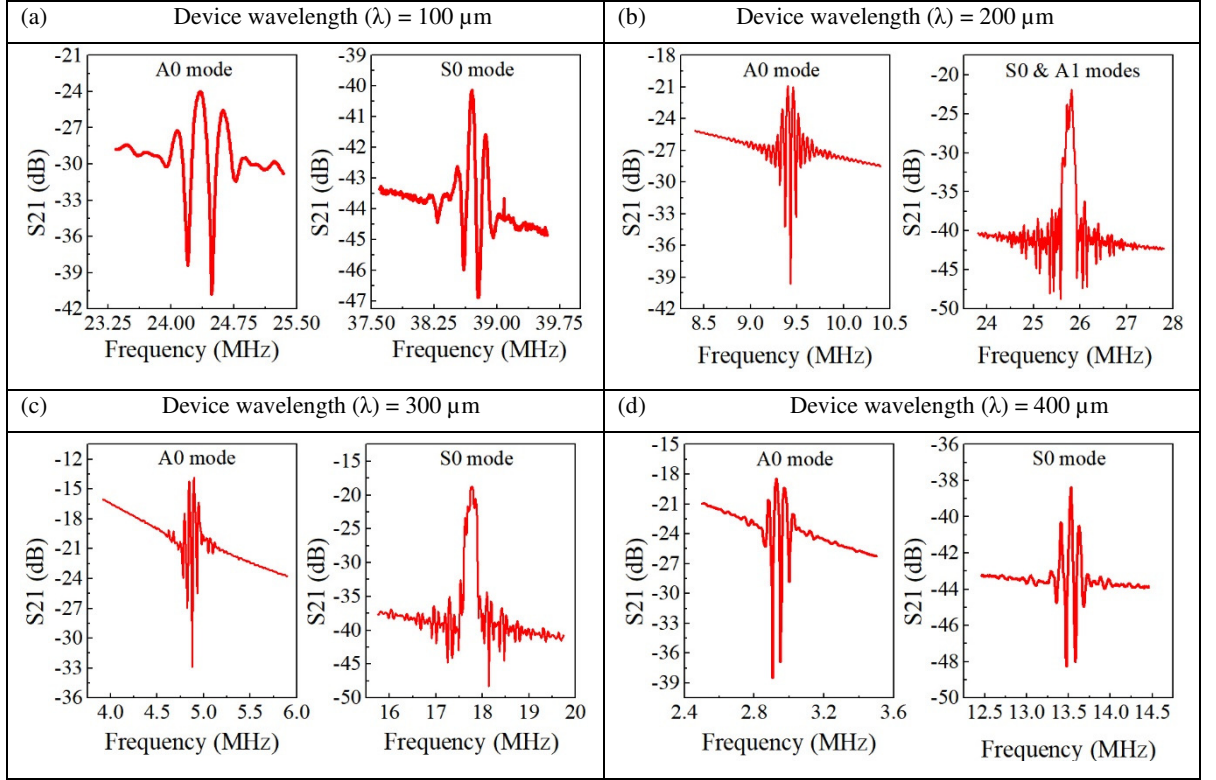 (a) Device wavelength (λ) = 100 µm
A0 mode
S21 (dB)
-21
-24
-27
-30
-33
-36
-39
-42
23.25 24.00 24.75 25.50
Frequency (MHz)
S0 mode
S21 (dB)
-39
-40
-41
-42
-43
-44
-45
-46
-47
37.50 38.25 39.00 39.75
Frequency (MHz)
(b) Device wavelength (λ) = 200 µm
A0 mode
S21 (dB)
-18
-21
-24
-27
-30
-33
-36
-39
-42
8.5 9.0 9.5 10.0 10.5
Frequency (MHz)
S0 & A1 modes
S21 (dB)
-20
-25
-30
-35
-40
-45
-50
24 25 26 27 28
Frequency (MHz)
(c) Device wavelength (λ) = 300 µm
A0 mode
S21 (dB)
-12
-15
-18
-21
-24
-27
-30
-33
-36
4.0 4.5 5.0 5.5 6.0
Frequency (MHz)
S0 mode
S21 (dB)
-15
-20
-25
-30
-35
-40
-45
-50
16 17 18 19 20
Frequency (MHz)
(d) Device wavelength (λ) = 400 µm
A0 mode
S21 (dB)
-15
-18
-21
-24
-27
-30
-33
-36
-39
2.4 2.8 3.2 3.6
Frequency (MHz)
S0 mode
S21 (dB)
-36
-38
-40
-42
-44
-46
-48
-50
12.5 13.0 13.5 14.0 14.5
Frequency (MHz)